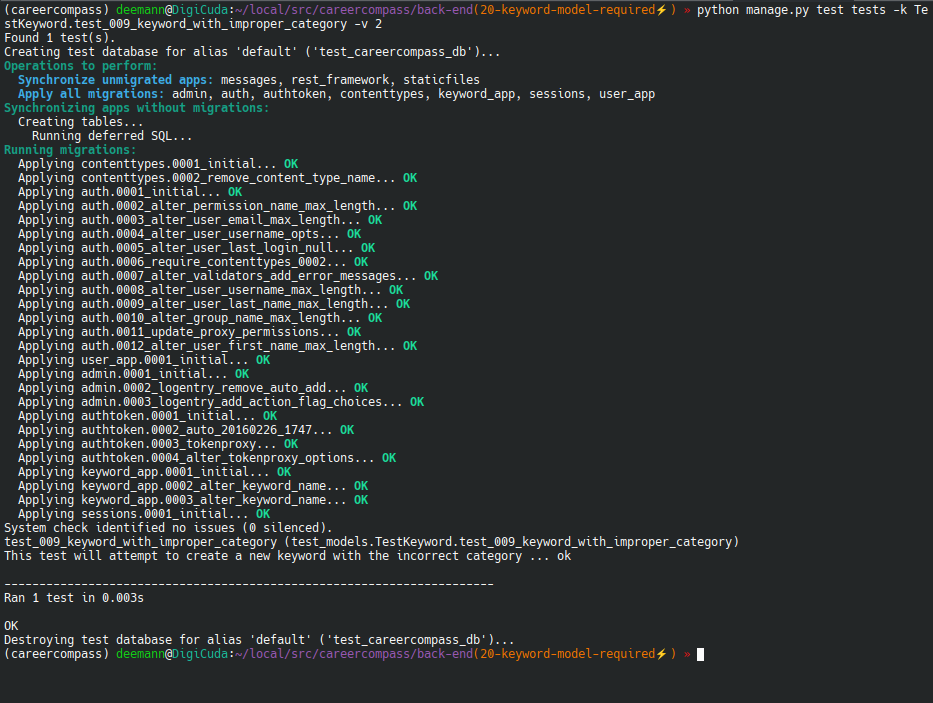 (careercompass) deemann@DigiCuda:~/local/src/careercompass/back-end(20-keyword-model-required⚡) » python manage.py test tests -k Te
stKeyword.test_009_keyword_with_improper_category -v 2
Found 1 test(s).
Creating test database for alias 'default' ('test_careercompass_db')...
Operations to perform:
  Synchronize unmigrated apps: messages, rest_framework, staticfiles
  Apply all migrations: admin, auth, authtoken, contenttypes, keyword_app, sessions, user_app
Synchronizing apps without migrations:
  Creating tables...
    Running deferred SQL...
Running migrations:
  Applying contenttypes.0001_initial... OK
  Applying contenttypes.0002_remove_content_type_name... OK
  Applying auth.0001_initial... OK
  Applying auth.0002_alter_permission_name_max_length... OK
  Applying auth.0003_alter_user_email_max_length... OK
  Applying auth.0004_alter_user_username_opts... OK
  Applying auth.0005_alter_user_last_login_null... OK
  Applying auth.0006_require_contenttypes_0002... OK
  Applying auth.0007_alter_validators_add_error_messages... OK
  Applying auth.0008_alter_user_username_max_length... OK
  Applying auth.0009_alter_user_last_name_max_length... OK
  Applying auth.0010_alter_group_name_max_length... OK
  Applying auth.0011_update_proxy_permissions... OK
  Applying auth.0012_alter_user_first_name_max_length... OK
  Applying user_app.0001_initial... OK
  Applying admin.0001_initial... OK
  Applying admin.0002_logentry_remove_auto_add... OK
  Applying admin.0003_logentry_add_action_flag_choices... OK
  Applying authtoken.0001_initial... OK
  Applying authtoken.0002_auto_20160226_1747... OK
  Applying authtoken.0003_tokenproxy... OK
  Applying authtoken.0004_alter_tokenproxy_options... OK
  Applying keyword_app.0001_initial... OK
  Applying keyword_app.0002_alter_keyword_name... OK
  Applying keyword_app.0003_alter_keyword_name... OK
  Applying sessions.0001_initial... OK
System check identified no issues (0 silenced).
test_009_keyword_with_improper_category (test_models.TestKeyword.test_009_keyword_with_improper_category)
This test will attempt to create a new keyword with the incorrect category ... ok

----------------------------------------------------------------------
Ran 1 test in 0.003s

OK
Destroying test database for alias 'default' ('test_careercompass_db')...
(careercompass) deemann@DigiCuda:~/local/src/careercompass/back-end(20-keyword-model-required⚡) »